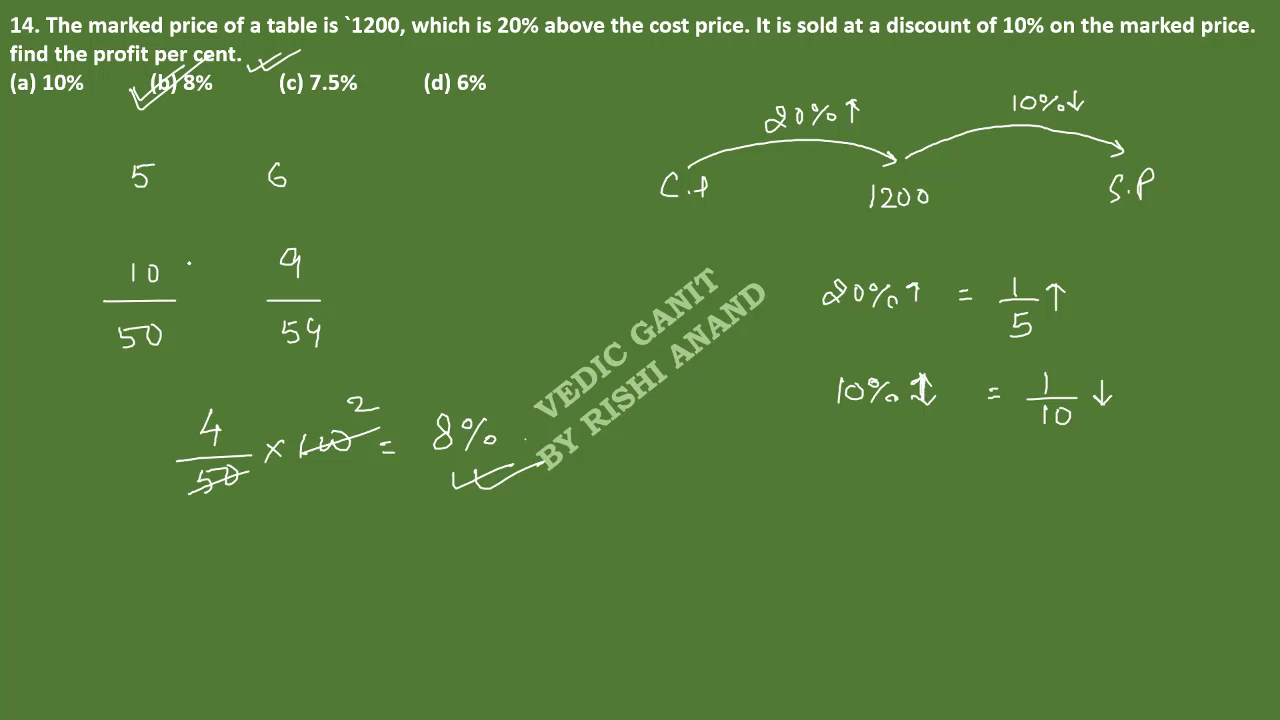 14. The marked price of a table is `1200, which is 20% above the cost price. It is sold at a discount of 10% on the marked price.
find the profit per cent.
(a) 10% (b) 8% (c) 7.5% (d) 6%
20% ↑ 10% ↓
C.P 1200 S.P
5 6
10 9
50 54
20% ↑ = 1/5 ↑
10% ↓ = 1/10 ↓
4/50 × 100 = 8%
2
VEDIC GANIT
BY RISHI ANAND